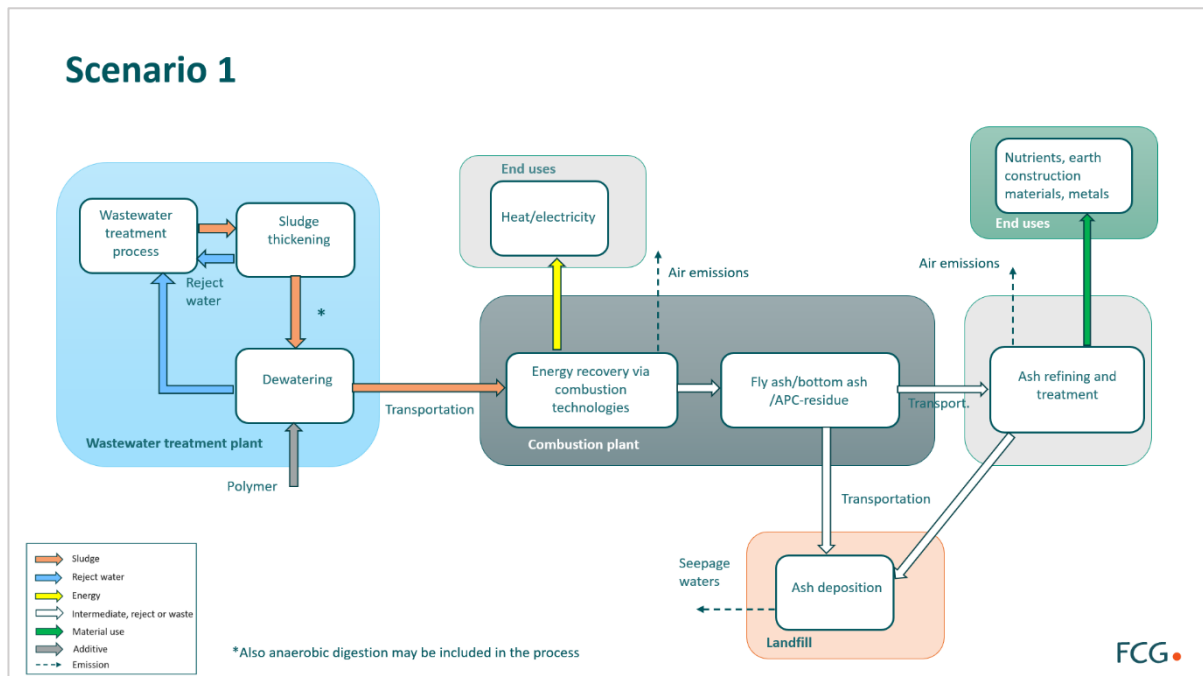 Scenario 1
Wastewater
treatment
process
Sludge
thickening
Reject
water
*
Dewatering
Wastewater treatment plant
Polymer
Transportation
End uses
Heat/electricity
Air emissions
Energy recovery via
combustion
technologies
Fly ash/bottom ash
/APC-residue
Combustion plant
Transport.
Transportation
Nutrients, earth
construction
materials, metals
End uses
Air emissions
Ash refining and
treatment
Seepage
waters
Ash deposition
Landfill
Sludge
Reject water
Energy
Intermediate, reject or waste
Material use
Additive
Emission
*Also anaerobic digestion may be included in the process
FCG